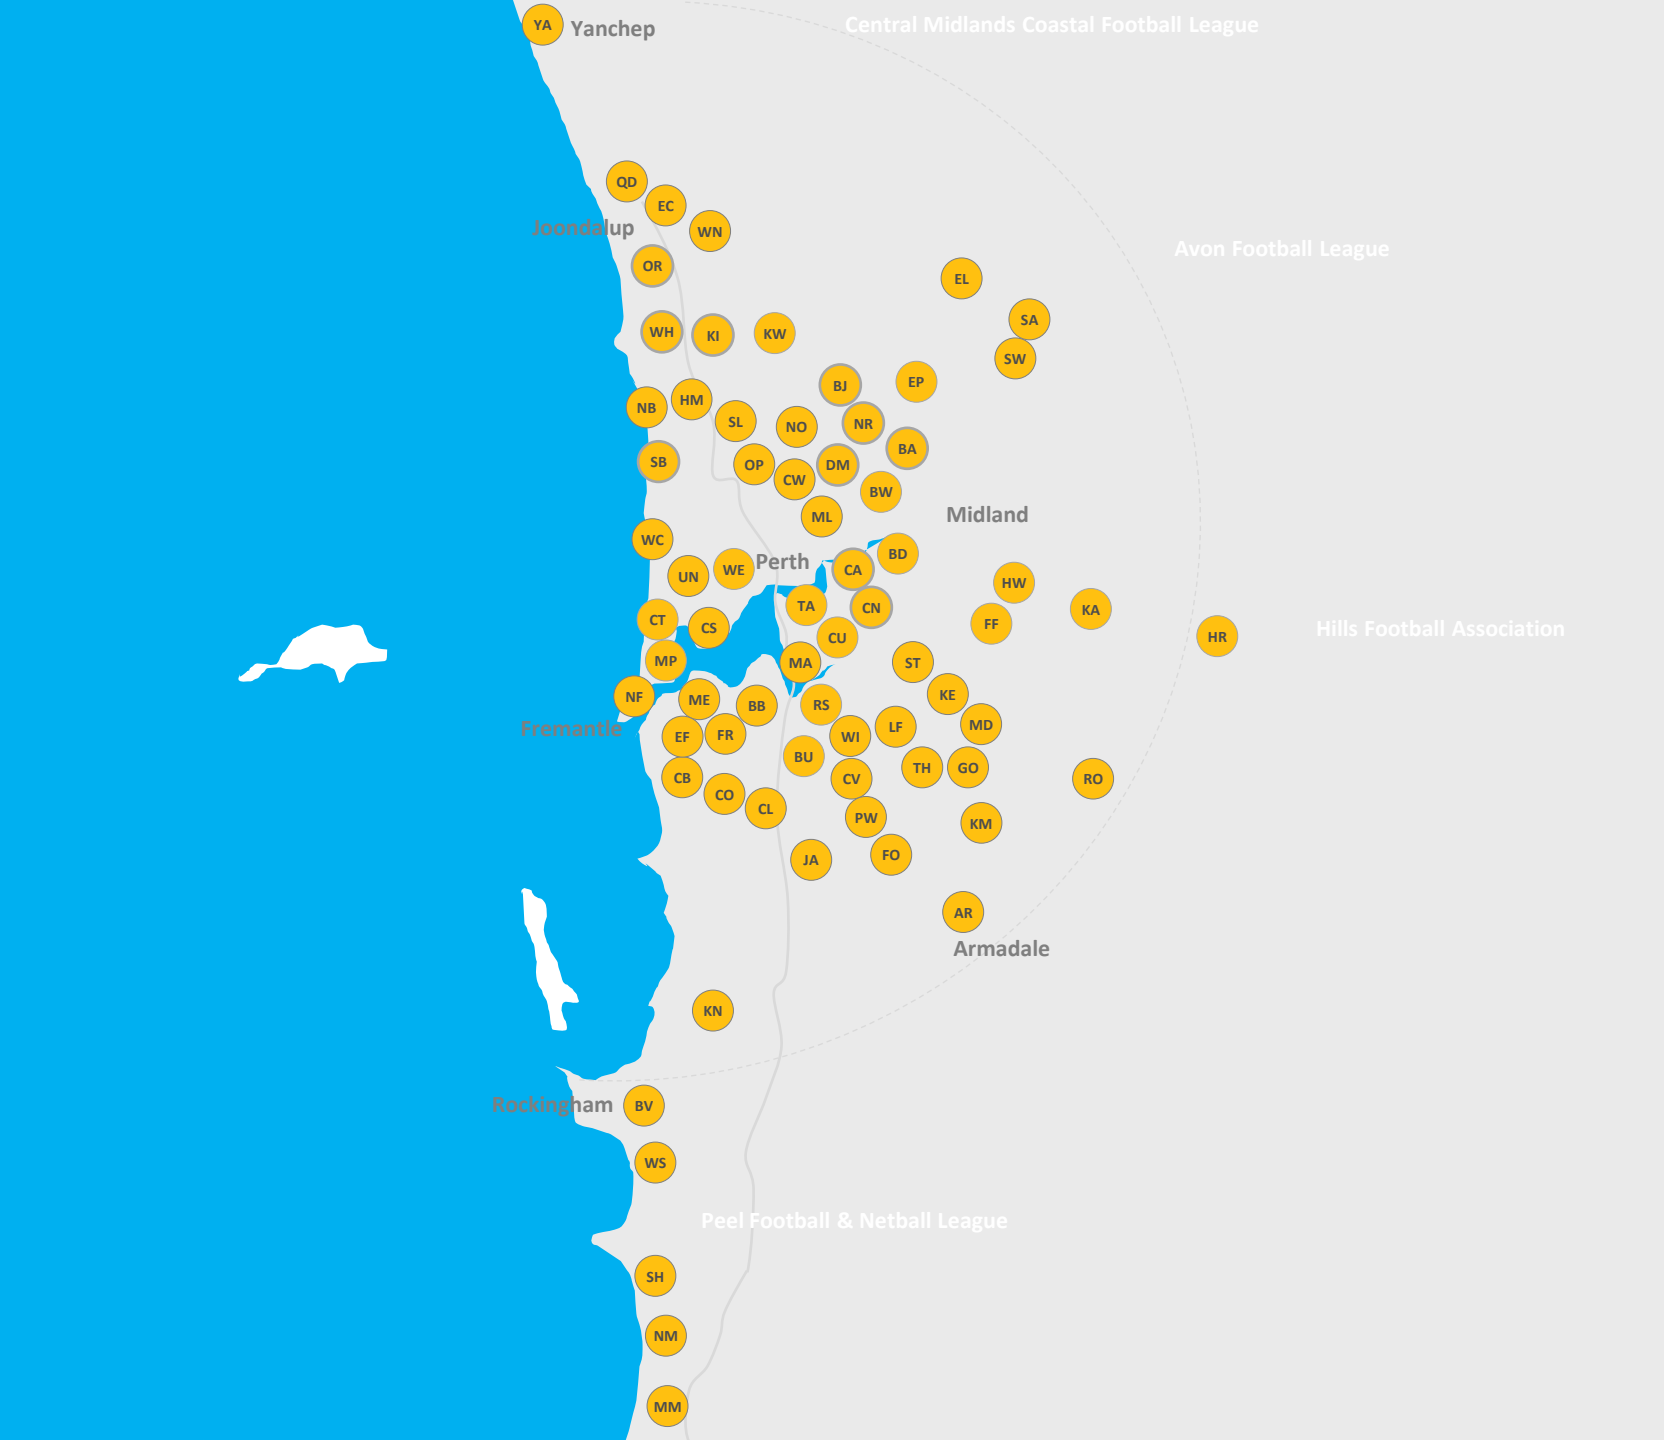 YA
Yanchep
Central Midlands Coastal Football League
QD
EC
Joondalup
WN
Avon Football League
OR
EL
SA
WH
KI
KW
SW
BJ
EP
NB
HM
SL
NO
NR
BA
SB
OP
CW
DM
BW
ML
Midland
WC
Perth
BD
UN
WE
CA
HW
CT
CS
TA
CN
FF
KA
HR
Hills Football Association
CU
MP
MA
ST
NF
ME
BB
RS
KE
Fremantle
EF
FR
WI
LF
MD
BU
CB
CV
TH
GO
RO
CO
CL
PW
KM
JA
FO
AR
Armadale
KN
Rockingham
BV
WS
Peel Football & Netball League
SH
NM
MM